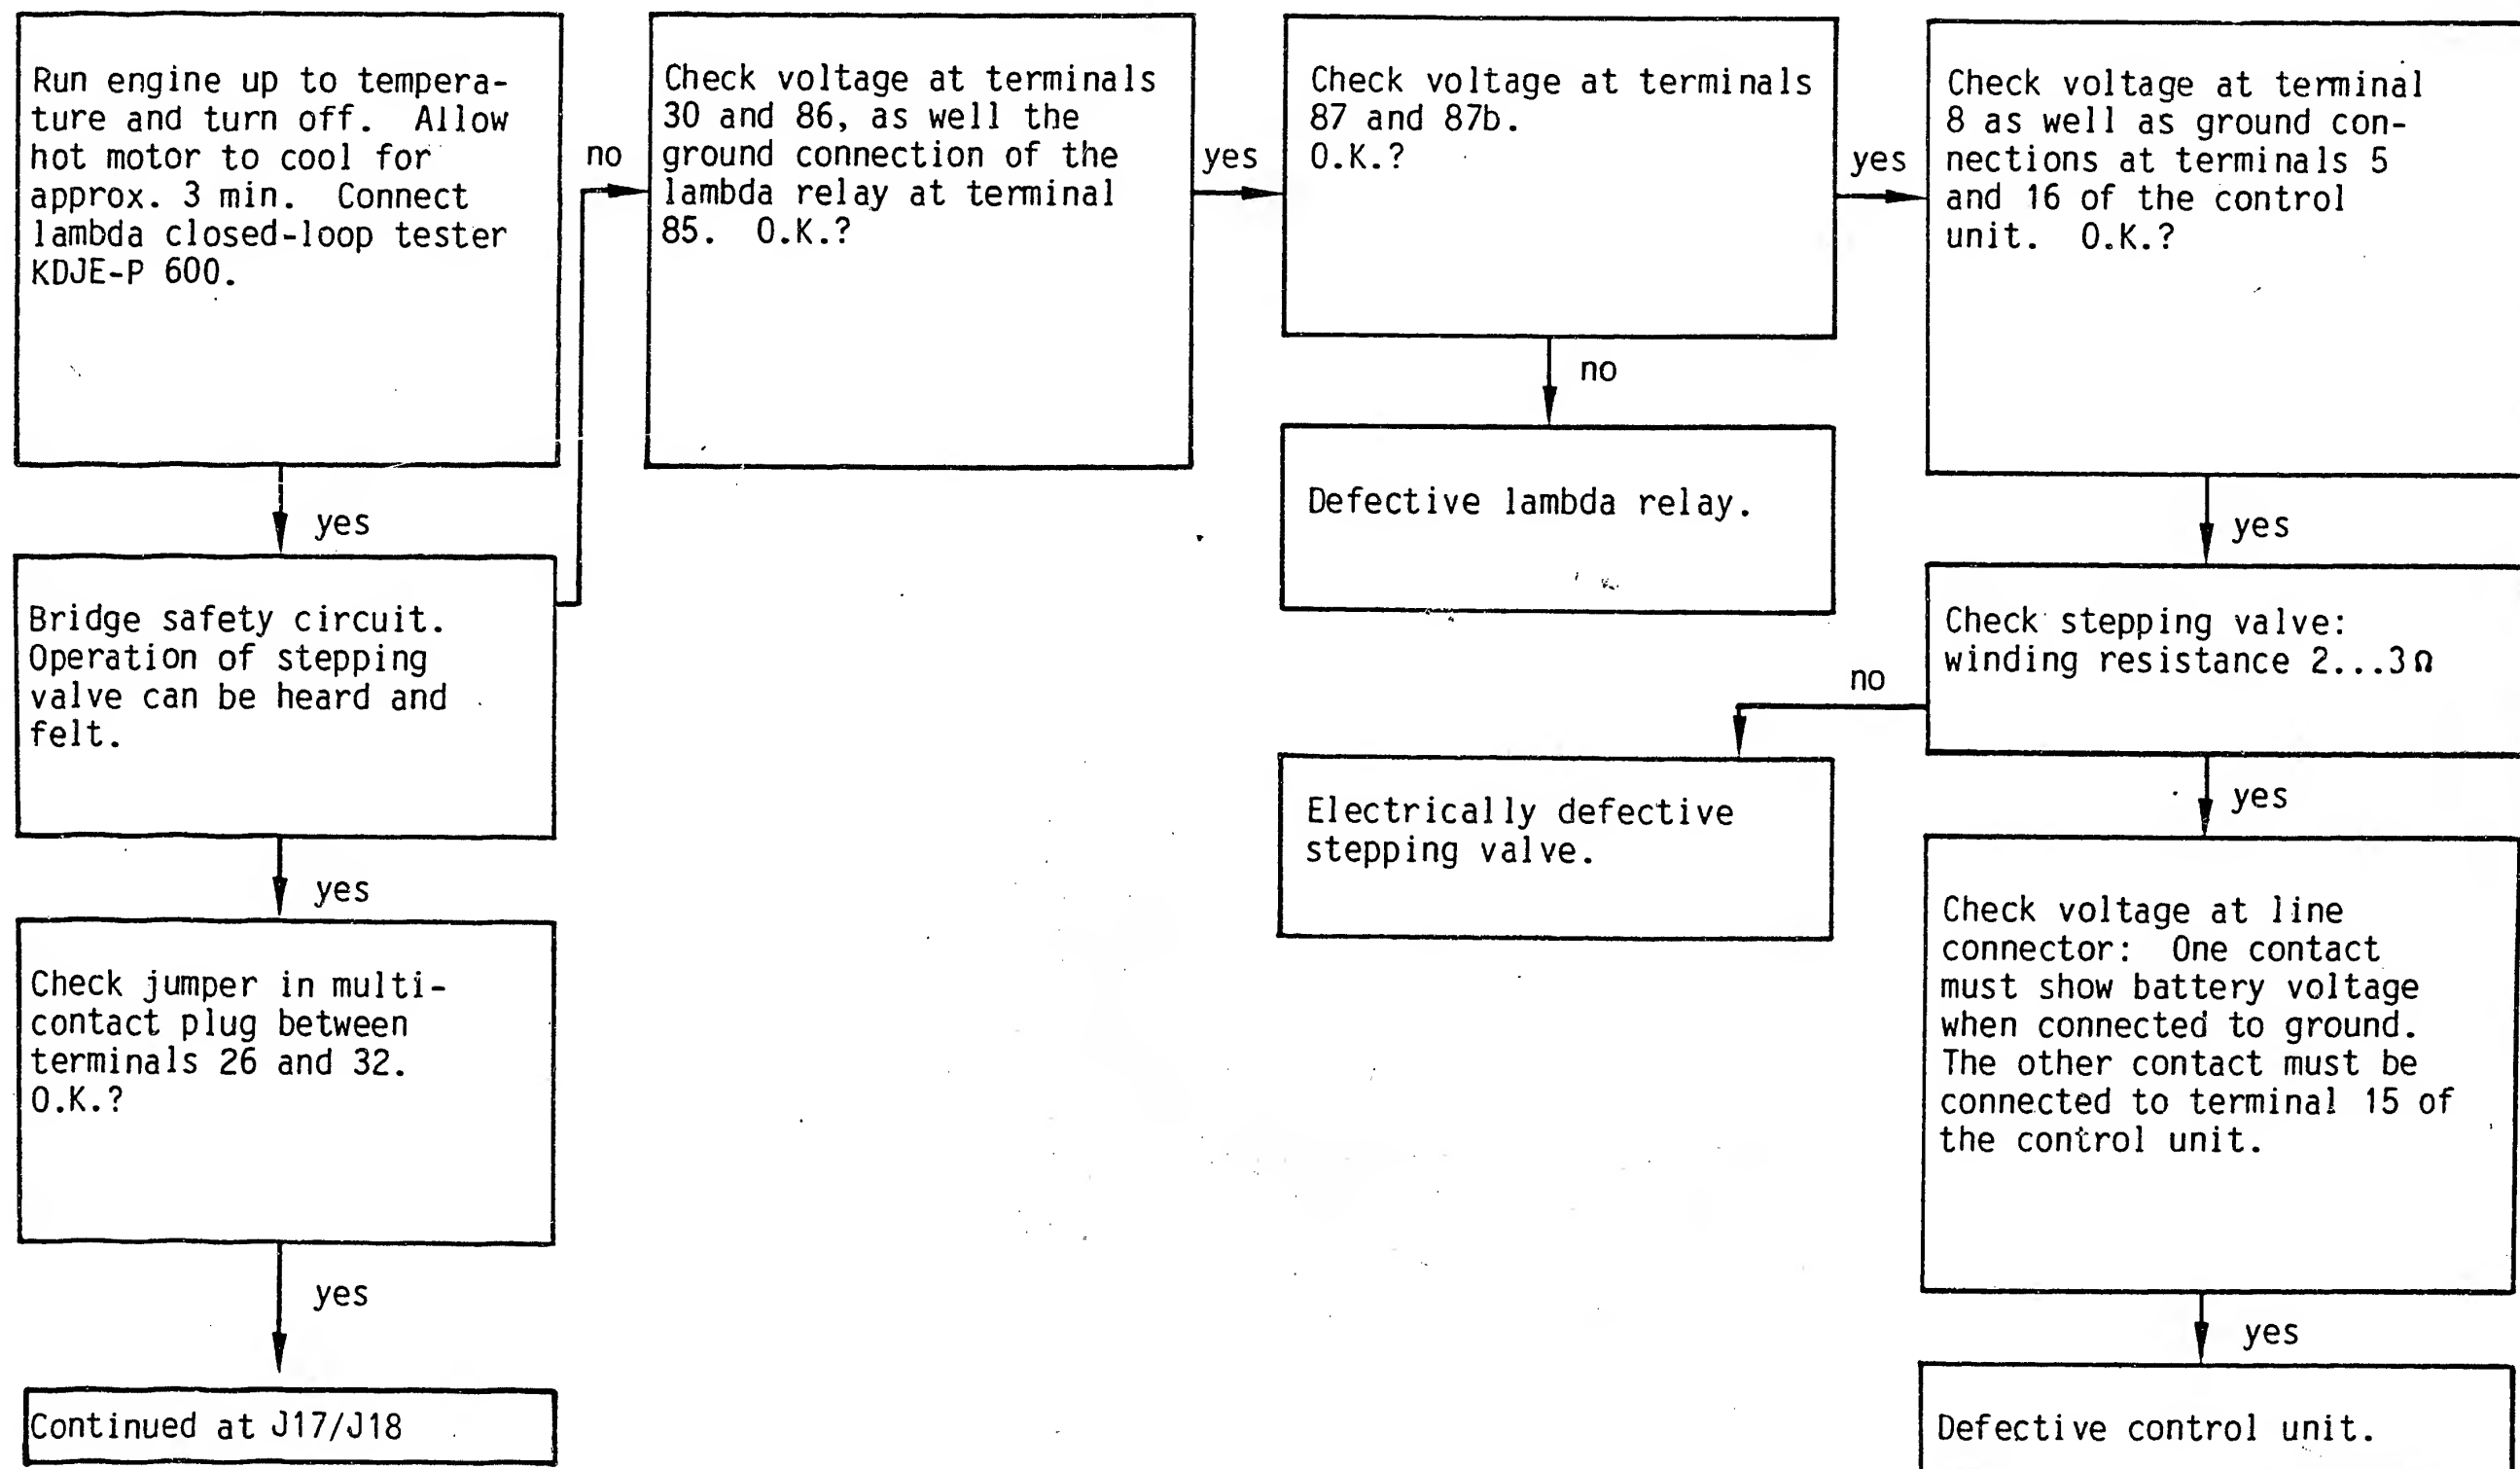 Run engine up to tempera-
ture and turn off. Allow
hot motor to cool for
approx. 3 min. Connect
lambda closed-loop tester
KDJE-P 600.
yes
no
Bridge safety circuit.
Operation of stepping
valve can be heard and
felt.
yes
Check jumper in multi-
contact plug between
terminals 26 and 32.
O.K.?
yes
Continued at J17/J18
Check voltage at terminals
30 and 86, as well the
ground connection of the
lambda relay at terminal
85. O.K.?
yes
Check voltage at terminals
87 and 87b.
O.K.?
yes
no
Defective lambda relay.
Check voltage at terminal
8 as well as ground con-
nections at terminals 5
and 16 of the control
unit. O.K.?
yes
Check stepping valve:
winding resistance 2...3Ω
no
Electrically defective
stepping valve.
yes
Check voltage at line
connector: One contact
must show battery voltage
when connected to ground.
The other contact must be
connected to terminal 15 of
the control unit.
yes
Defective control unit.